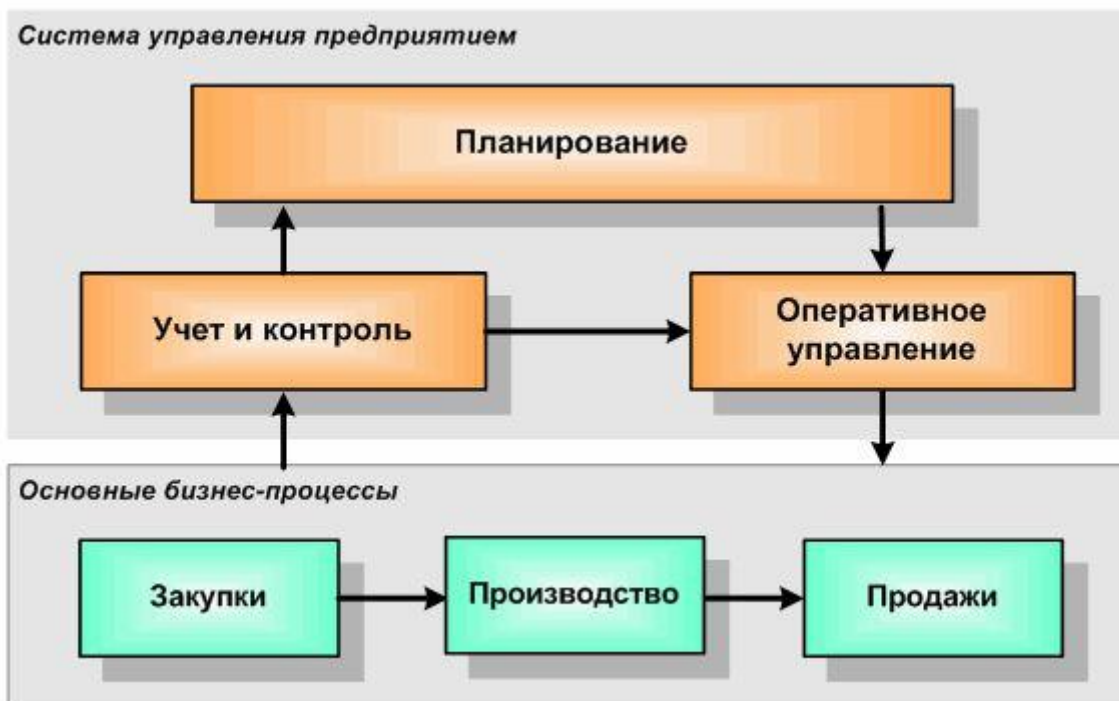 Система управления предприятием
Планирование
Учет и контроль
Оперативное
управление
Основные бизнес-процессы
Закупки
Производство
Продажи